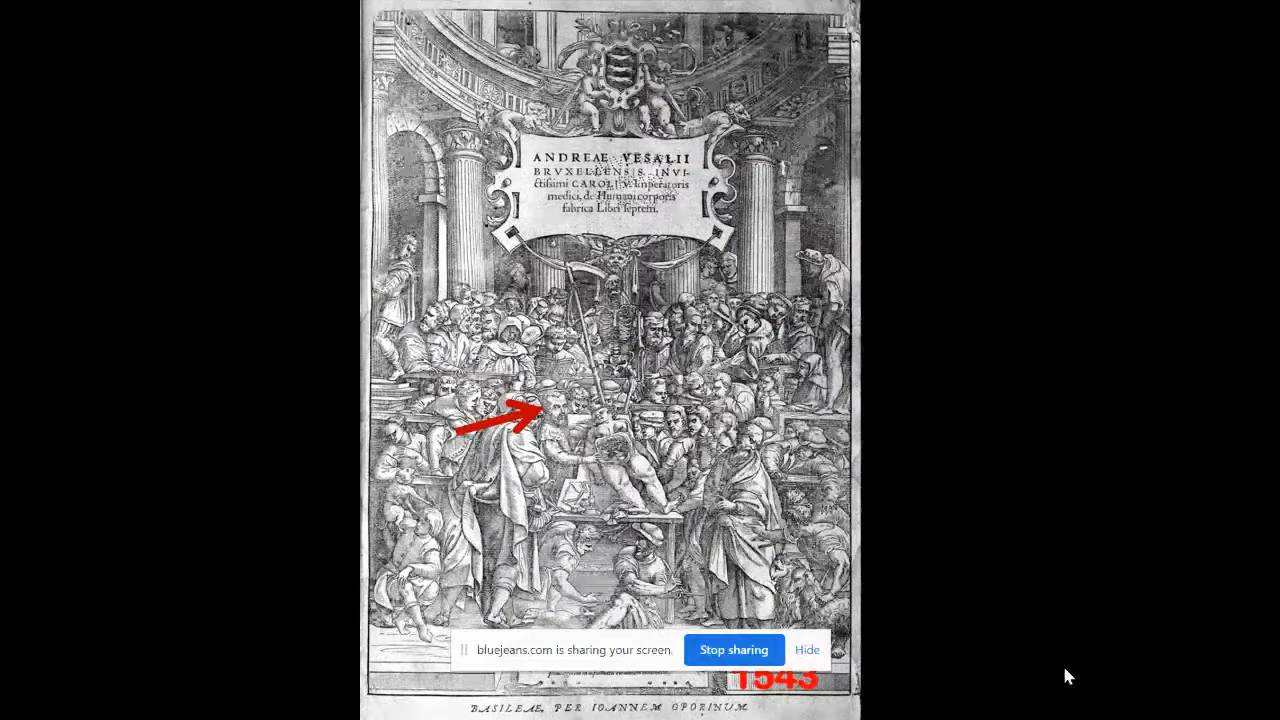 ANDREAE VESALII
BRVXELLENSIS, INVI-
ctissimi CAROLI V. Imperatoris
medici, de Humani corporis
fabrica Libri septem.
bluejeans.com is sharing your screen.
Stop sharing
Hide
1543
BASILEAE, PER IOANNEM OPORINUM.